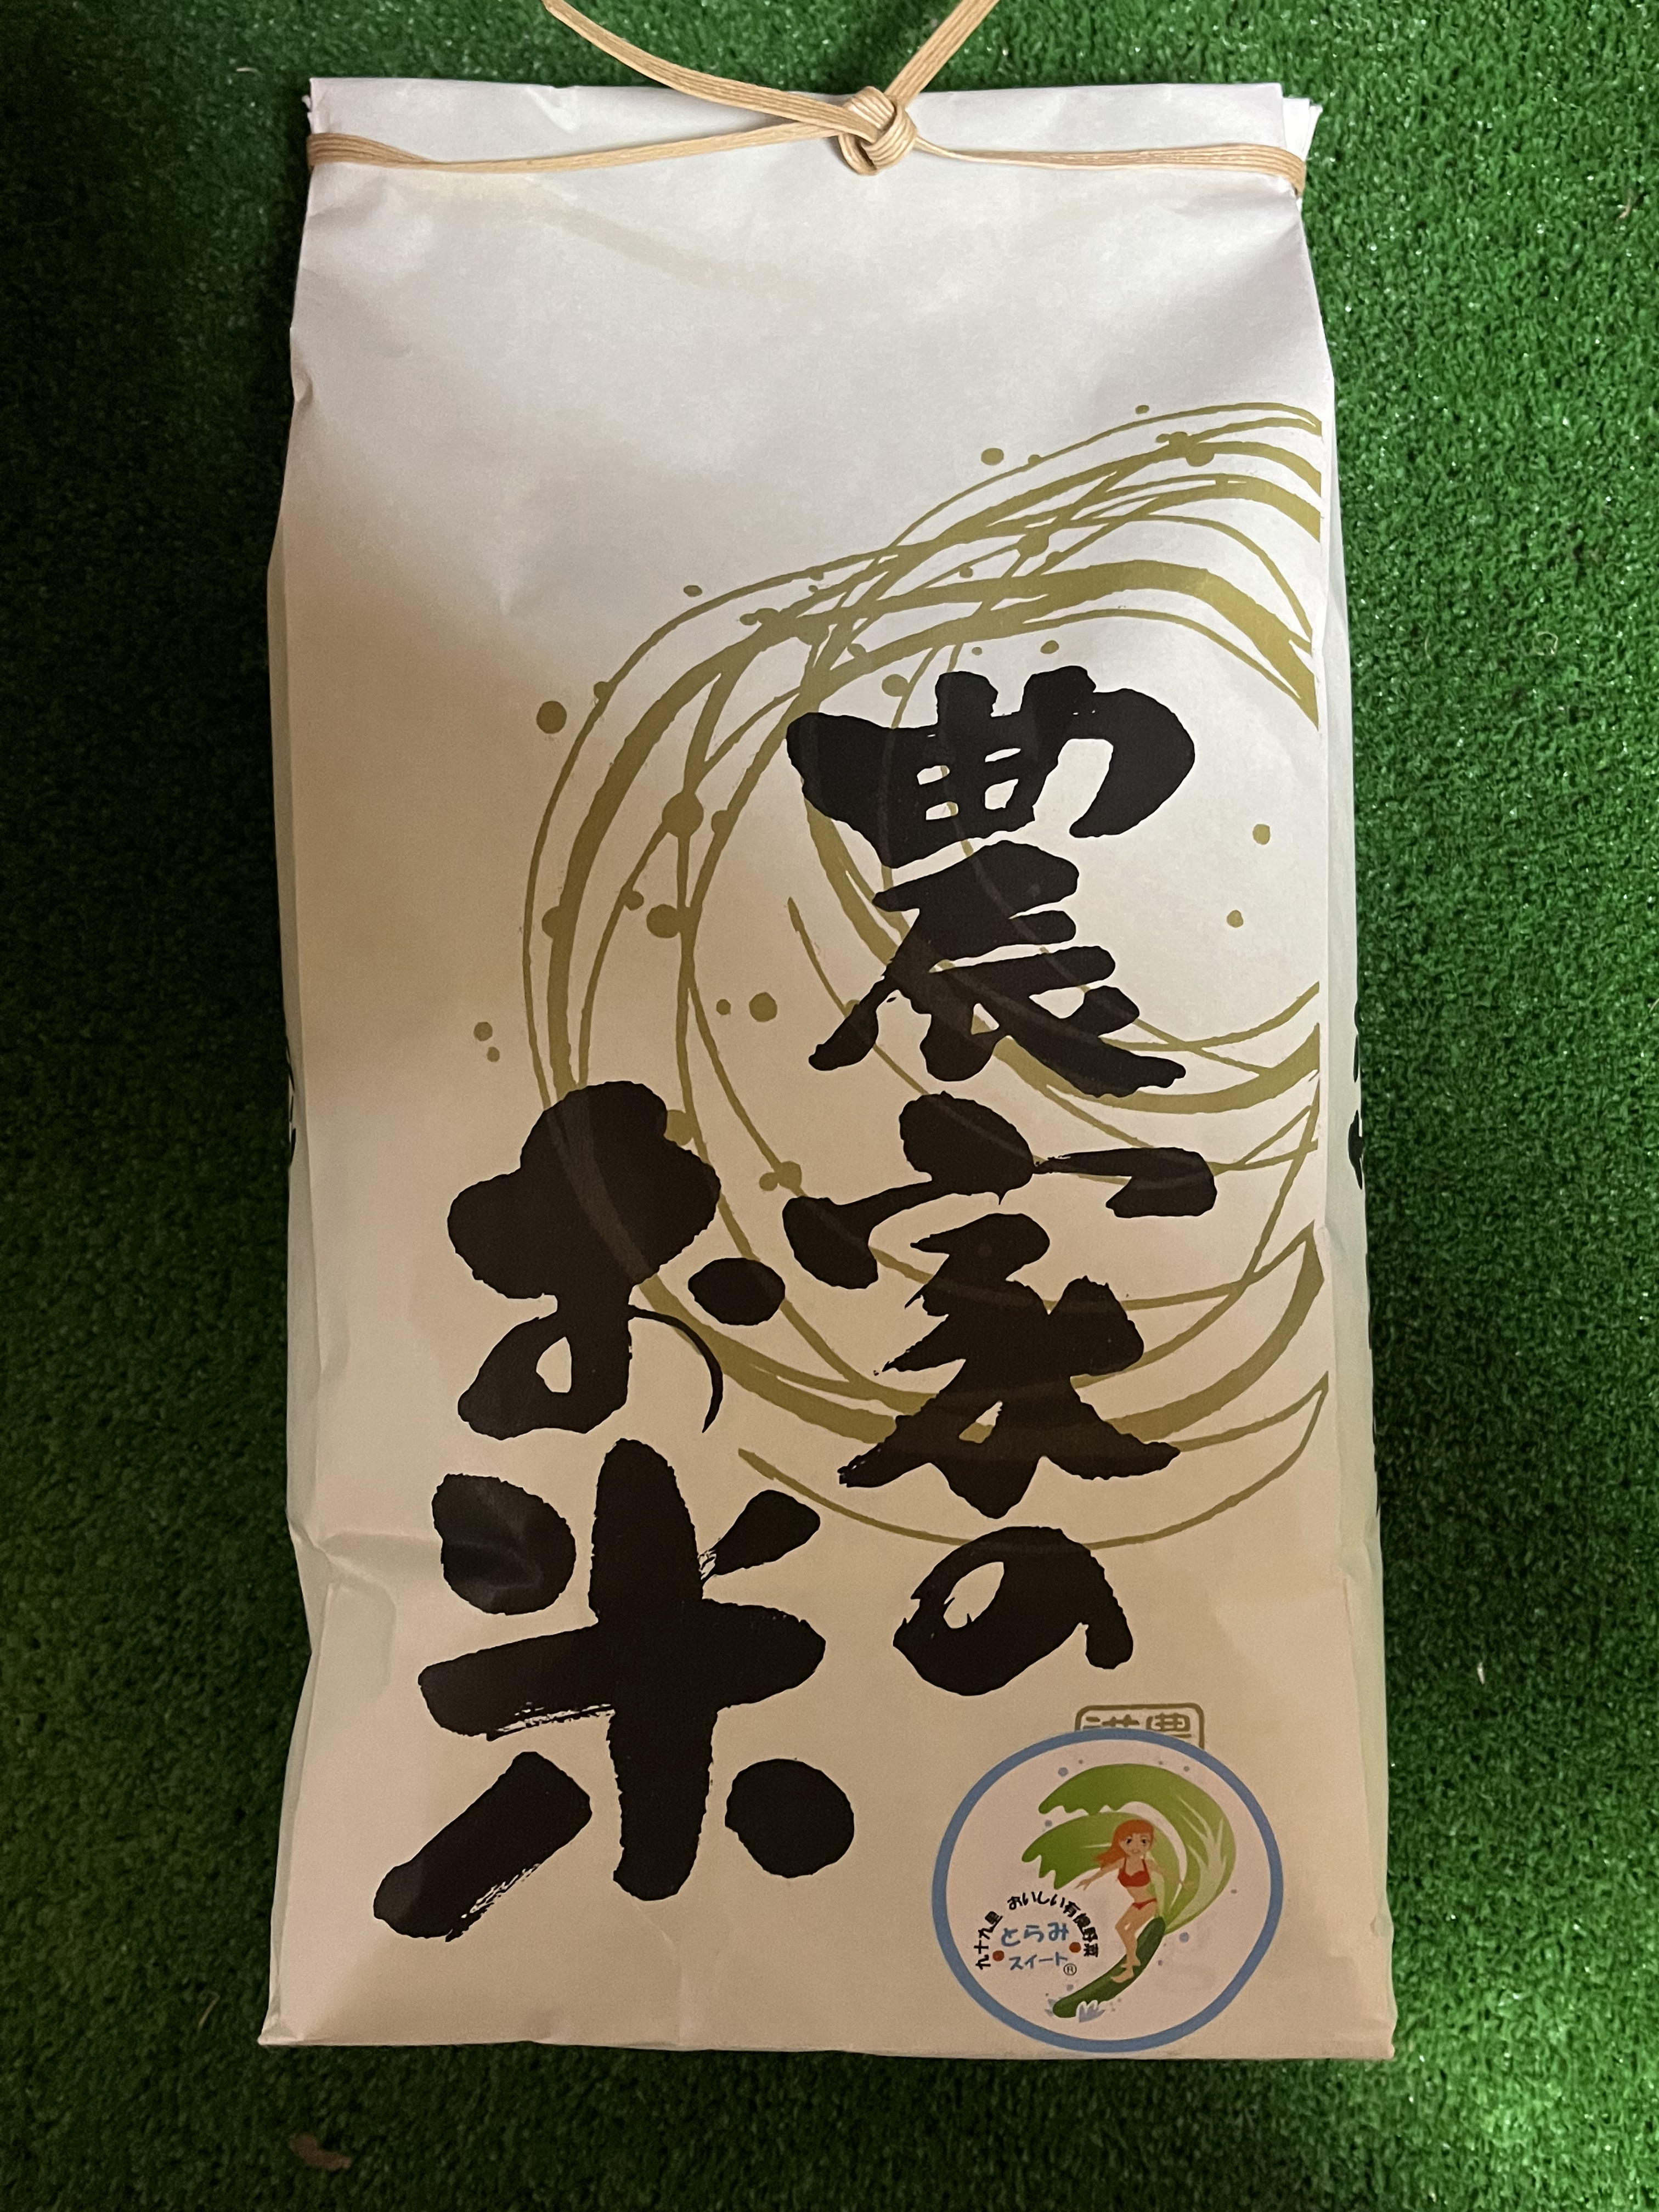 農家の
お米
九十九里 おいしい有機野菜
とらみ
スイート®